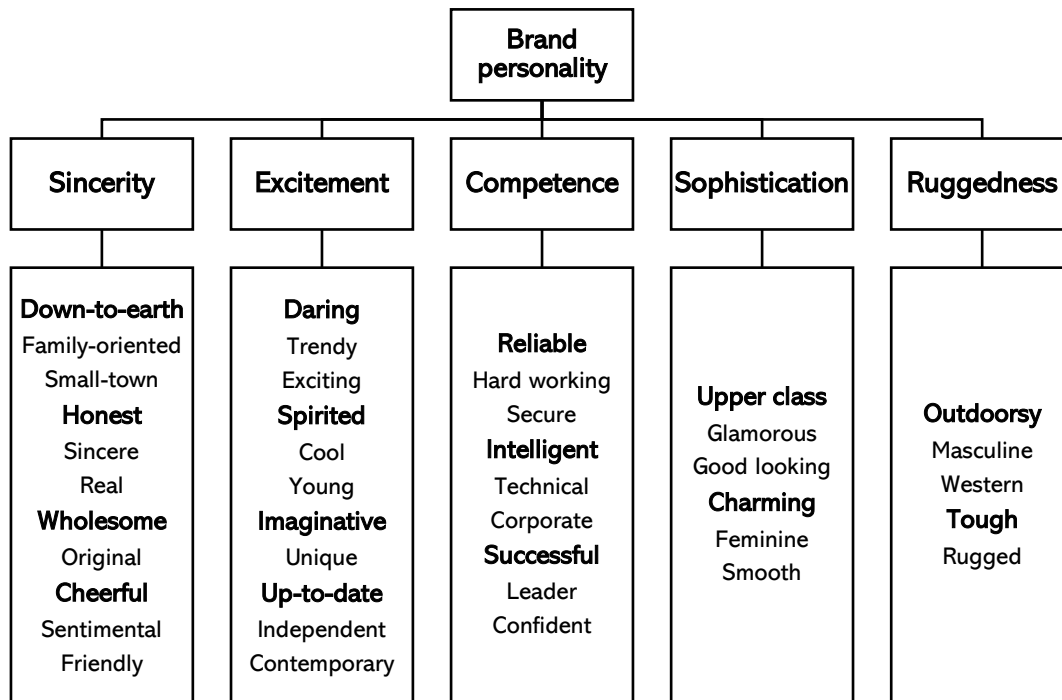 Brand
personality
Sincerity
Excitement
Competence
Sophistication
Ruggedness
Down-to-earth
Family-oriented
Small-town
Honest
Sincere
Real
Wholesome
Original
Cheerful
Sentimental
Friendly
Daring
Trendy
Exciting
Spirited
Cool
Young
Imaginative
Unique
Up-to-date
Independent
Contemporary
Reliable
Hard working
Secure
Intelligent
Technical
Corporate
Successful
Leader
Confident
Upper class
Glamorous
Good looking
Charming
Feminine
Smooth
Outdoorsy
Masculine
Western
Tough
Rugged